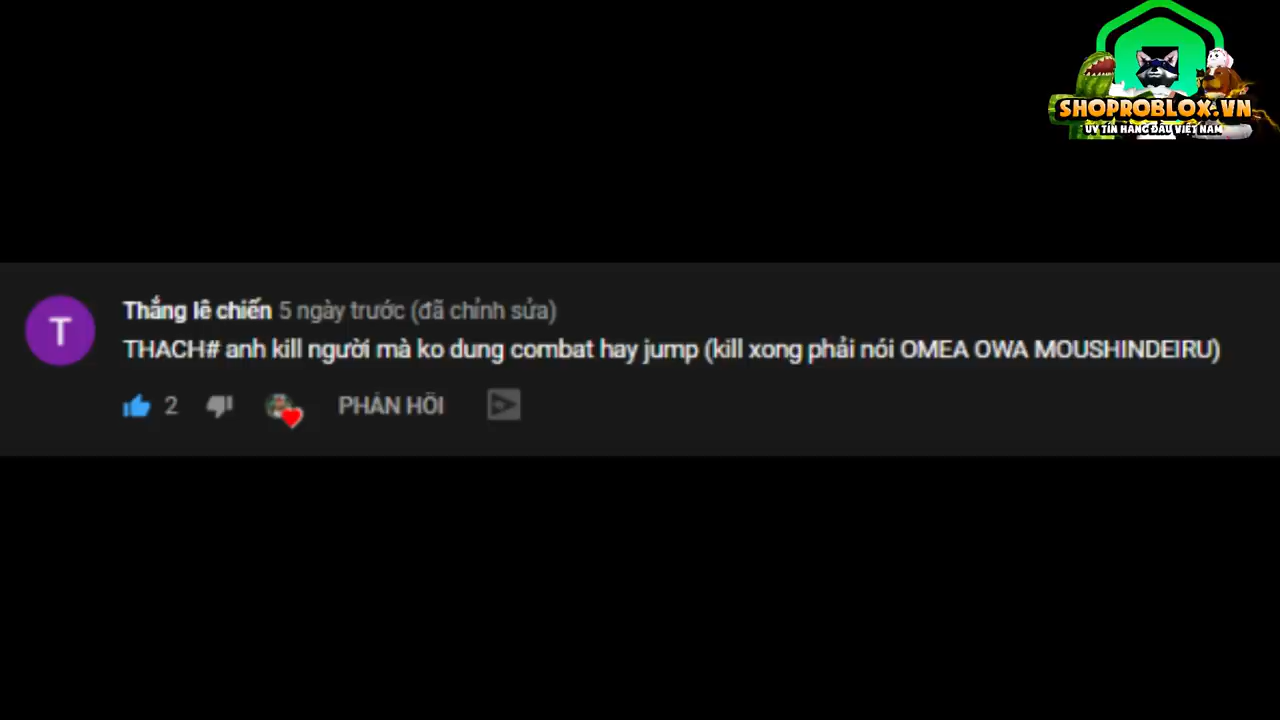 SHOPROBLOX.VN
UY TÍN HÀNG ĐẦU VIỆT NAM
T
Thắng lê chiến 5 ngày trước (đã chỉnh sửa)
THACH# anh kill người mà ko dung combat hay jump (kill xong phải nói OMEA OWA MOUSHINDEIRU)
2 PHẢN HỒI